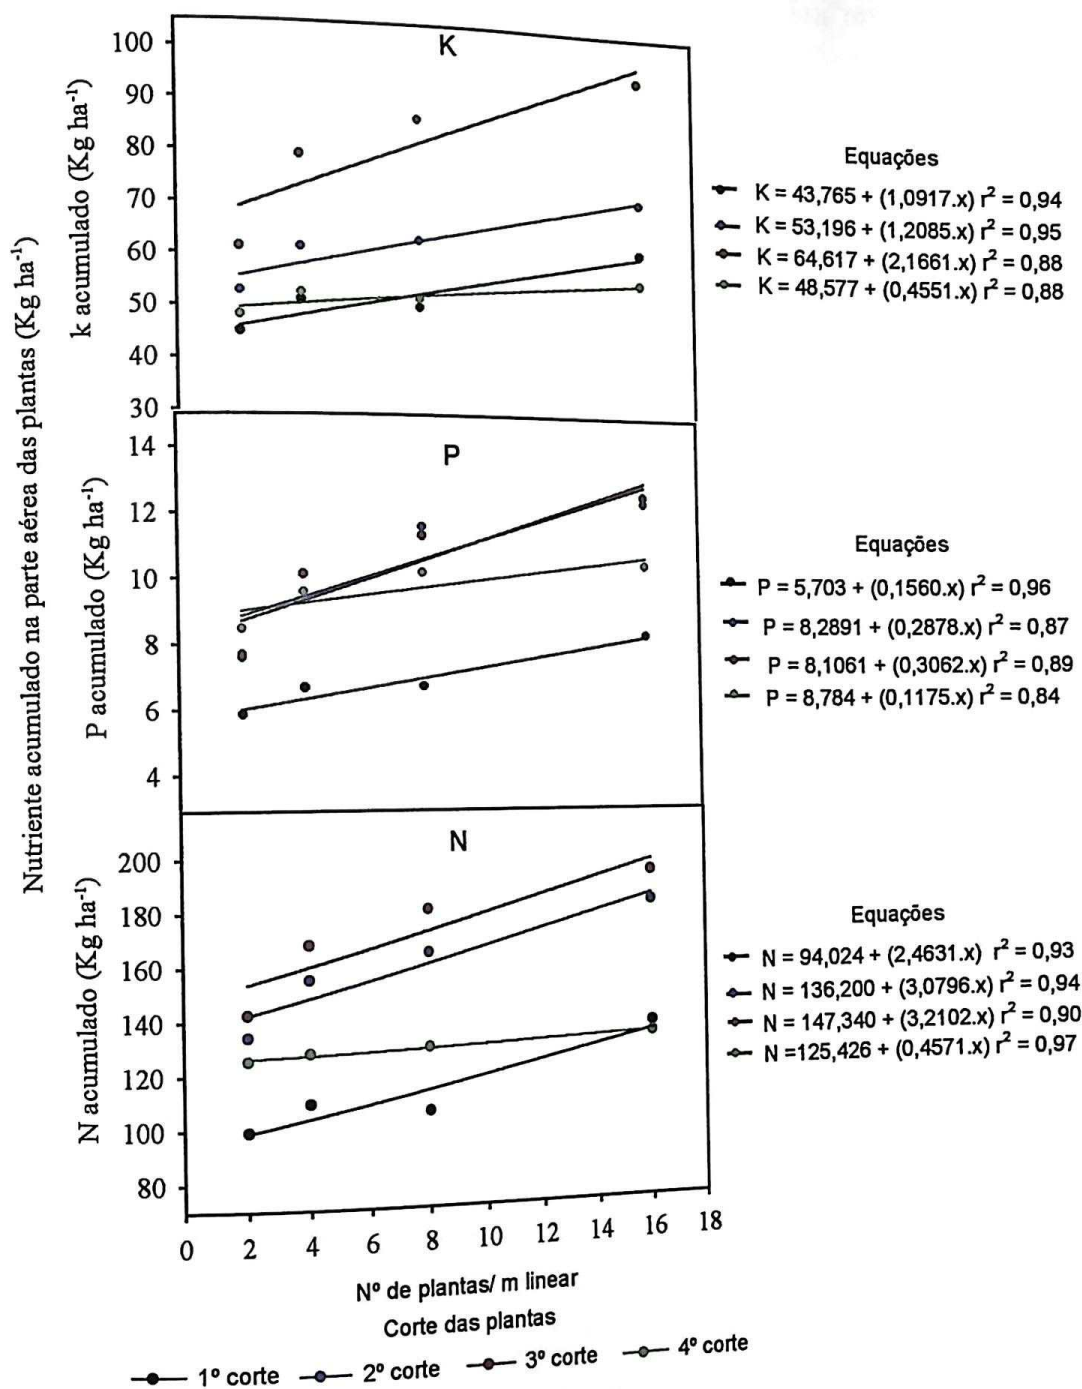 Nutriente acumulado na parte aérea das plantas (Kg ha⁻¹)
k acumulado (Kg ha⁻¹)
K
100
90
80
70
60
50
40
30
Equações
K = 43,765 + (1,0917.x) r² = 0,94
K = 53,196 + (1,2085.x) r² = 0,95
K = 64,617 + (2,1661.x) r² = 0,88
K = 48,577 + (0,4551.x) r² = 0,88
P acumulado (Kg ha⁻¹)
P
14
12
10
8
6
4
Equações
P = 5,703 + (0,1560.x) r² = 0,96
P = 8,2891 + (0,2878.x) r² = 0,87
P = 8,1061 + (0,3062.x) r² = 0,89
P = 8,784 + (0,1175.x) r² = 0,84
N acumulado (Kg ha⁻¹)
N
200
180
160
140
120
100
80
Equações
N = 94,024 + (2,4631.x) r² = 0,93
N = 136,200 + (3,0796.x) r² = 0,94
N = 147,340 + (3,2102.x) r² = 0,90
N =125,426 + (0,4571.x) r² = 0,97
0 2 4 6 8 10 12 14 16 18
Nº de plantas/ m linear
Corte das plantas
1º corte 2º corte 3º corte 4º corte